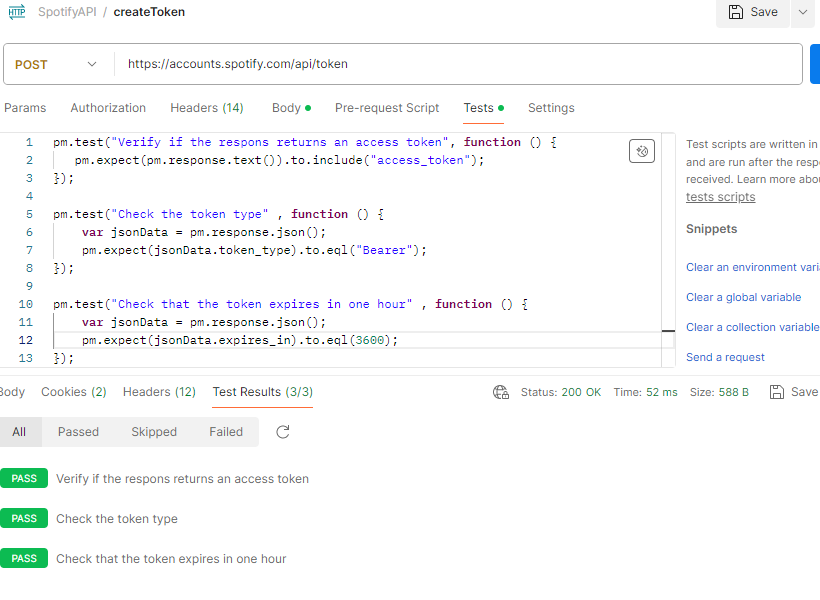 HTTP SpotifyAPI / createToken Save
POST https://accounts.spotify.com/api/token
Params Authorization Headers (14) Body Pre-request Script Tests Settings
1 pm.test("Verify if the respons returns an access token", function () {
2 pm.expect(pm.response.text()).to.include("access_token");
3 });
4
5 pm.test("Check the token type" , function () {
6 var jsonData = pm.response.json();
7 pm.expect(jsonData.token_type).to.eql("Bearer");
8 });
9
10 pm.test("Check that the token expires in one hour" , function () {
11 var jsonData = pm.response.json();
12 pm.expect(jsonData.expires_in).to.eql(3600);
13 });
Test scripts are written in
and are run after the respo
received. Learn more abou
tests scripts
Snippets
Clear an environment varia
Clear a global variable
Clear a collection variable
Send a request
Body Cookies (2) Headers (12) Test Results (3/3) Status: 200 OK Time: 52 ms Size: 588 B Save
All Passed Skipped Failed
PASS Verify if the respons returns an access token
PASS Check the token type
PASS Check that the token expires in one hour